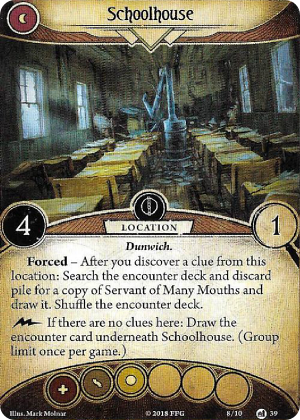 Schoolhouse
4
LOCATION
1
Dunwich.
Forced – After you discover a clue from this
location: Search the encounter deck and discard
pile for a copy of Servant of Many Mouths and
draw it. Shuffle the encounter deck.
If there are no clues here: Draw the
encounter card underneath Schoolhouse. (Group
limit once per game.)
Illus. Mark Molnar
© 2018 FFG
8/10
39